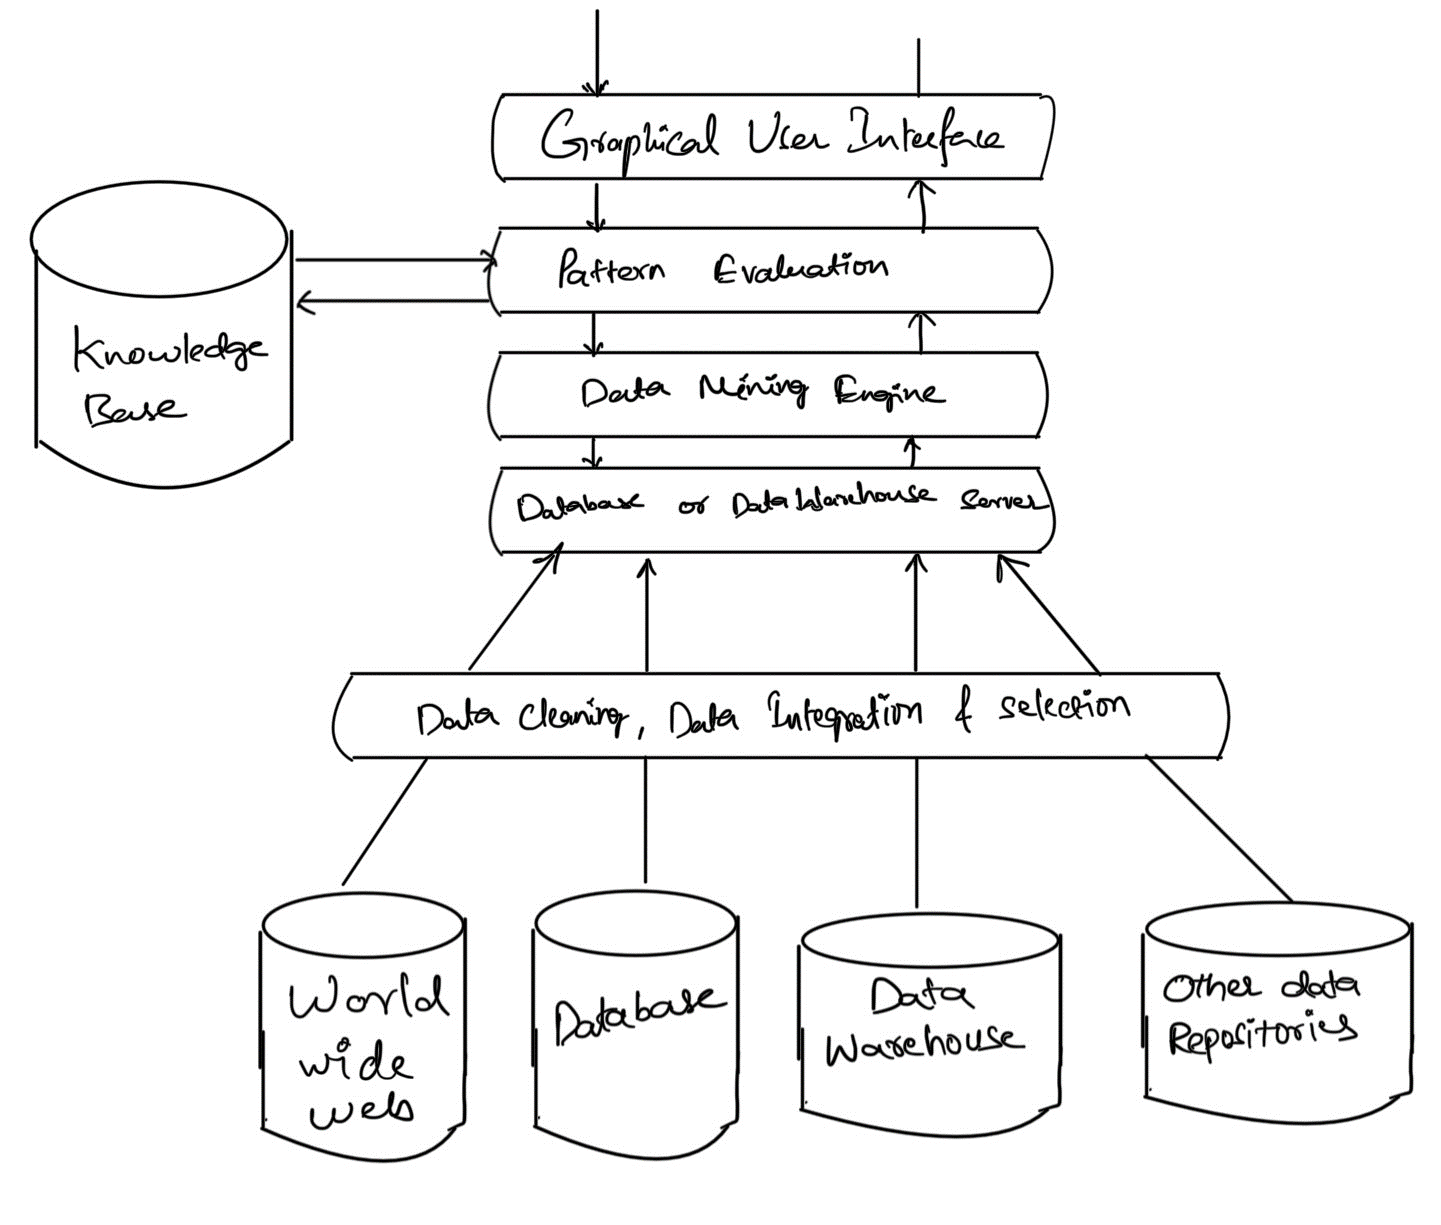 Graphical User Interface
Pattern Evaluation
Knowledge
Base
Data Mining Engine
Database or Data Warehouse Server
Data Cleaning, Data Integration & Selection
World
wide
web
Database
Data
Warehouse
Other data
Repositories